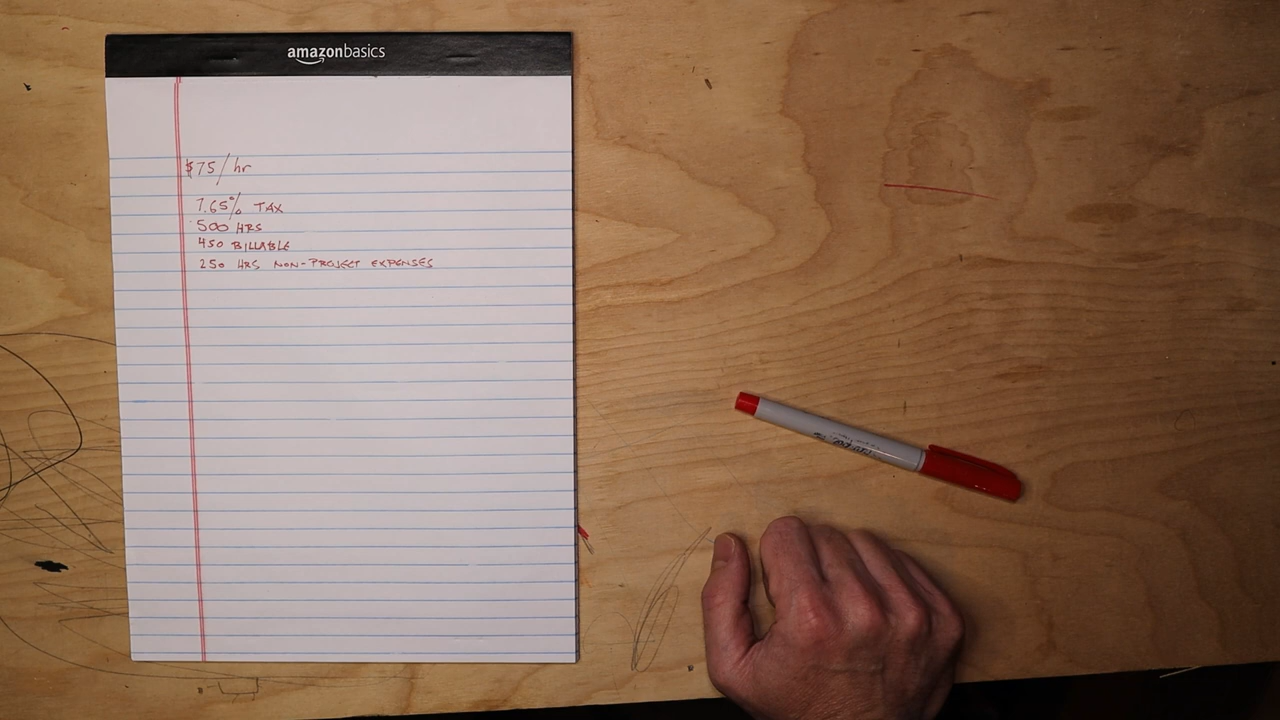 amazonbasics
$75/hr
7.65% TAX
500 HRS
450 BILLABLE
250 HRS NON-PROJECT EXPENSES